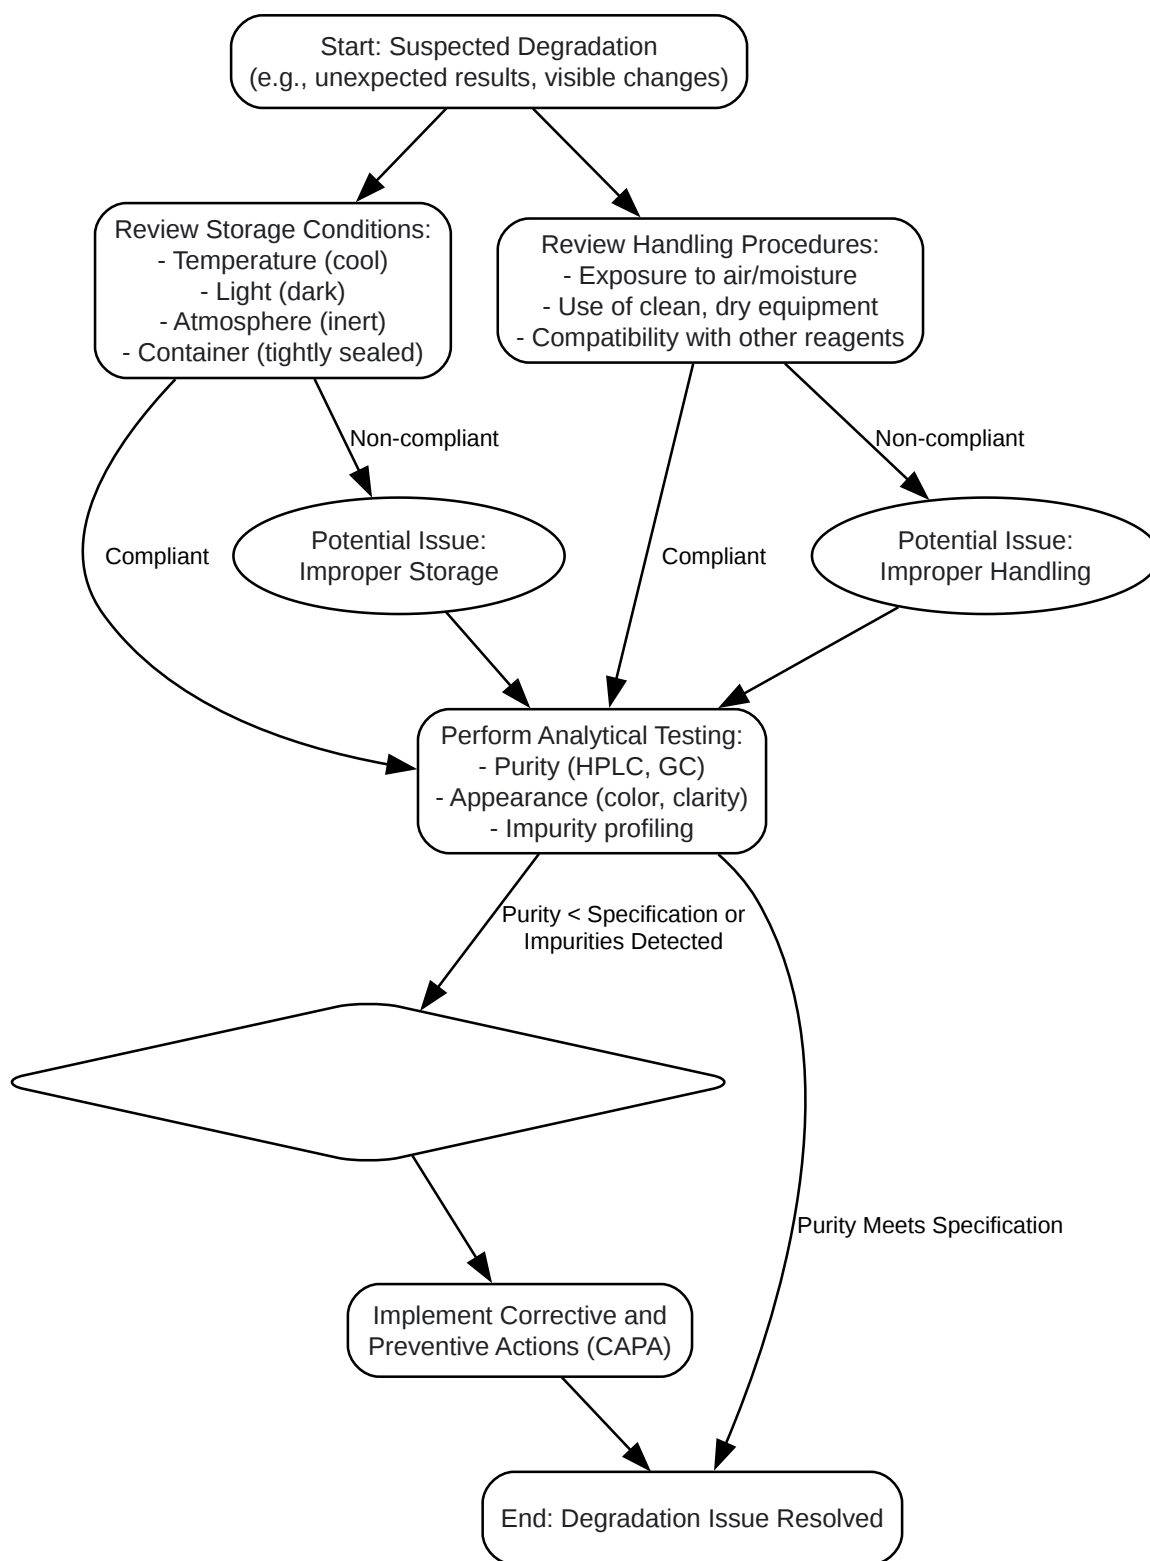 Start: Suspected Degradation
(e.g., unexpected results, visible changes)
Review Storage Conditions:
- Temperature (cool)
- Light (dark)
- Atmosphere (inert)
- Container (tightly sealed)
Review Handling Procedures:
- Exposure to air/moisture
- Use of clean, dry equipment
- Compatibility with other reagents
Non-compliant
Non-compliant
Compliant
Potential Issue:
Improper Storage
Compliant
Potential Issue:
Improper Handling
Perform Analytical Testing:
- Purity (HPLC, GC)
- Appearance (color, clarity)
- Impurity profiling
Purity < Specification or
Impurities Detected
Purity Meets Specification
Implement Corrective and
Preventive Actions (CAPA)
End: Degradation Issue Resolved